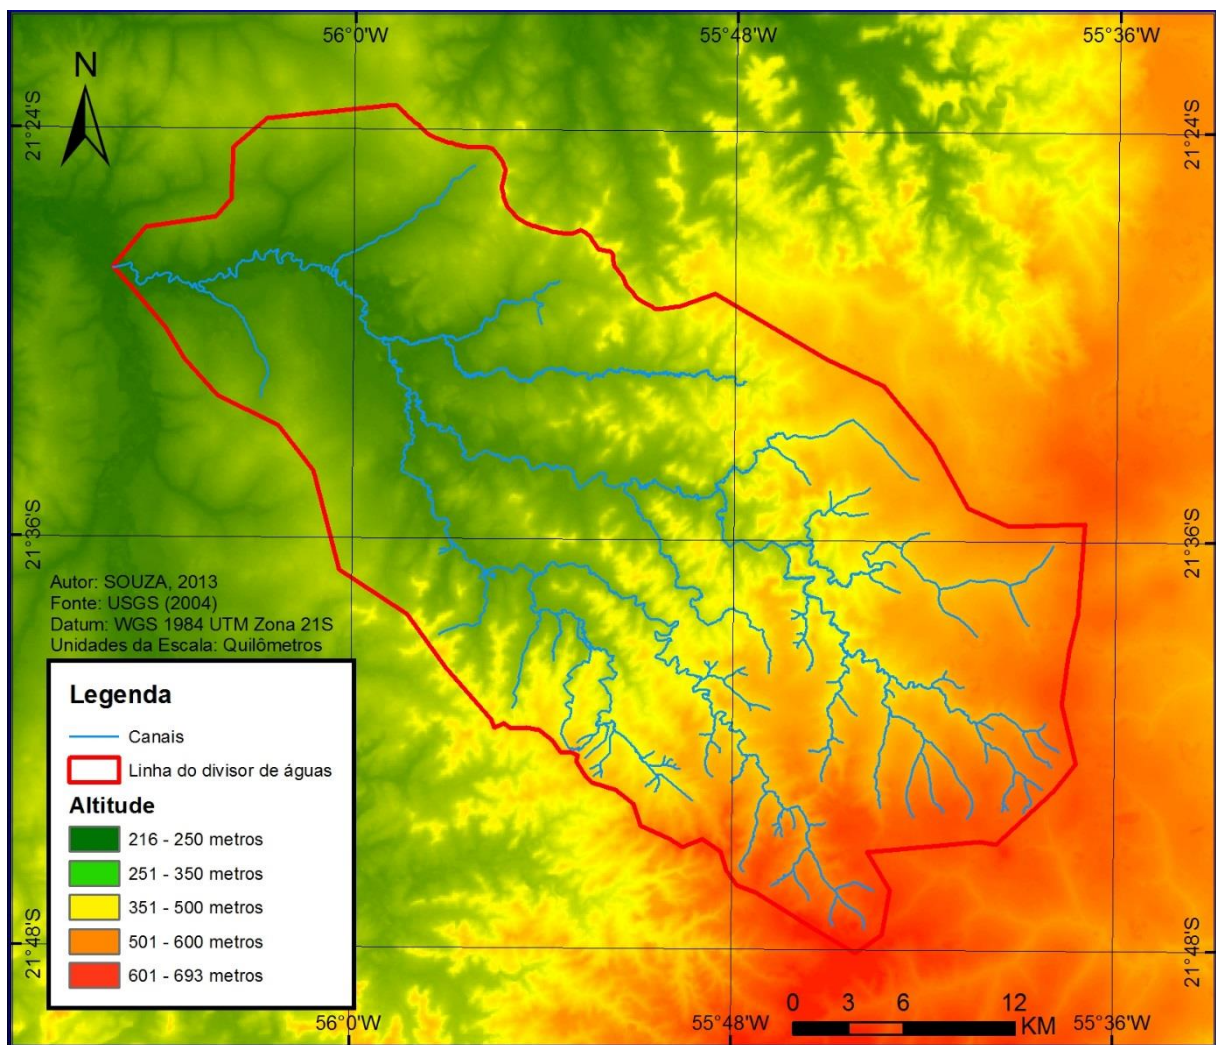 56°0'W
55°48'W
55°36'W
N
21°24'S
21°24'S
21°36'S
21°36'S
Autor: SOUZA, 2013
Fonte: USGS (2004)
Datum: WGS 1984 UTM Zona 21S
Unidades da Escala: Quilômetros
Legenda
Canais
Linha do divisor de águas
Altitude
216 - 250 metros
251 - 350 metros
351 - 500 metros
501 - 600 metros
601 - 693 metros
21°48'S
21°48'S
0 3 6 12
KM
56°0'W
55°48'W
55°36'W